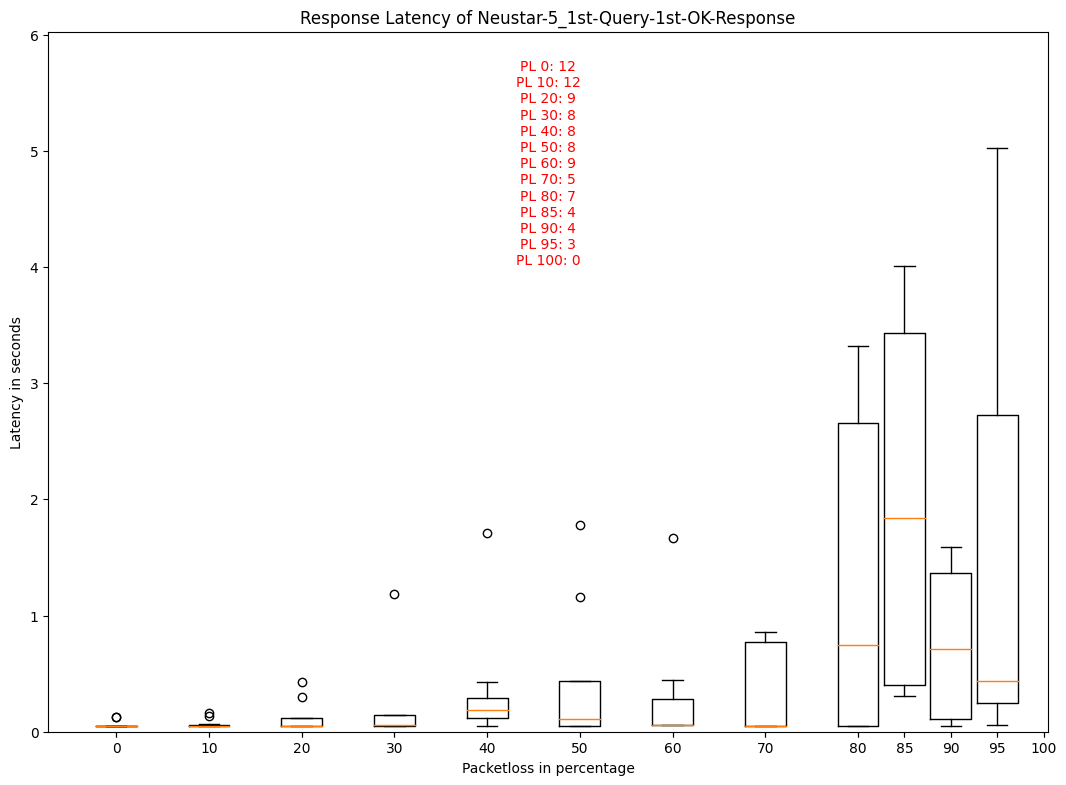 Response Latency of Neustar-5_1st-Query-1st-OK-Response
PL 0: 12
PL 10: 12
PL 20: 9
PL 30: 8
PL 40: 8
PL 50: 8
PL 60: 9
PL 70: 5
PL 80: 7
PL 85: 4
PL 90: 4
PL 95: 3
PL 100: 0
Latency in seconds
6
5
4
3
2
1
0
0 10 20 30 40 50 60 70 80 85 90 95 100
Packetloss in percentage